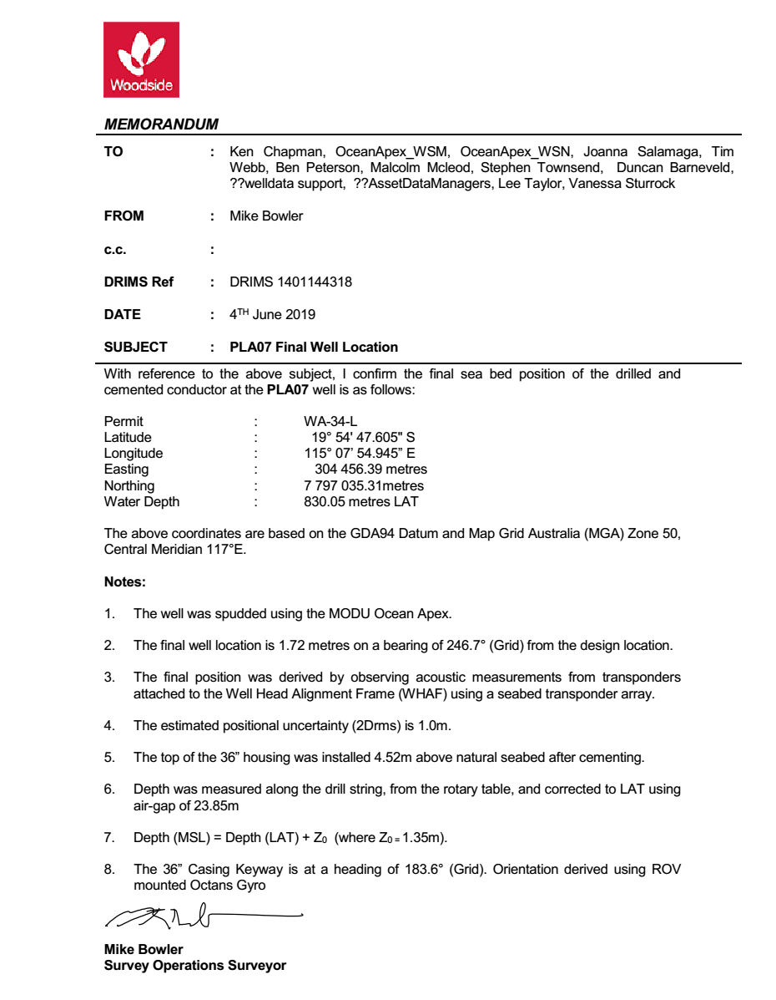 Woodside
MEMORANDUM
TO : Ken Chapman, OceanApex_WSM, OceanApex_WSN, Joanna Salamaga, Tim
Webb, Ben Peterson, Malcolm Mcleod, Stephen Townsend, Duncan Barneveld,
??welldata support, ??AssetDataManagers, Lee Taylor, Vanessa Sturrock
FROM : Mike Bowler
c.c. :
DRIMS Ref : DRIMS 1401144318
DATE : 4TH June 2019
SUBJECT : PLA07 Final Well Location
With reference to the above subject, I confirm the final sea bed position of the drilled and
cemented conductor at the PLA07 well is as follows:
Permit : WA-34-L
Latitude : 19° 54' 47.605" S
Longitude : 115° 07’ 54.945” E
Easting : 304 456.39 metres
Northing : 7 797 035.31metres
Water Depth : 830.05 metres LAT
The above coordinates are based on the GDA94 Datum and Map Grid Australia (MGA) Zone 50,
Central Meridian 117°E.
Notes:
1. The well was spudded using the MODU Ocean Apex.
2. The final well location is 1.72 metres on a bearing of 246.7° (Grid) from the design location.
3. The final position was derived by observing acoustic measurements from transponders
attached to the Well Head Alignment Frame (WHAF) using a seabed transponder array.
4. The estimated positional uncertainty (2Drms) is 1.0m.
5. The top of the 36” housing was installed 4.52m above natural seabed after cementing.
6. Depth was measured along the drill string, from the rotary table, and corrected to LAT using
air-gap of 23.85m
7. Depth (MSL) = Depth (LAT) + Z0 (where Z0 = 1.35m).
8. The 36” Casing Keyway is at a heading of 183.6° (Grid). Orientation derived using ROV
mounted Octans Gyro
Mike Bowler
Survey Operations Surveyor